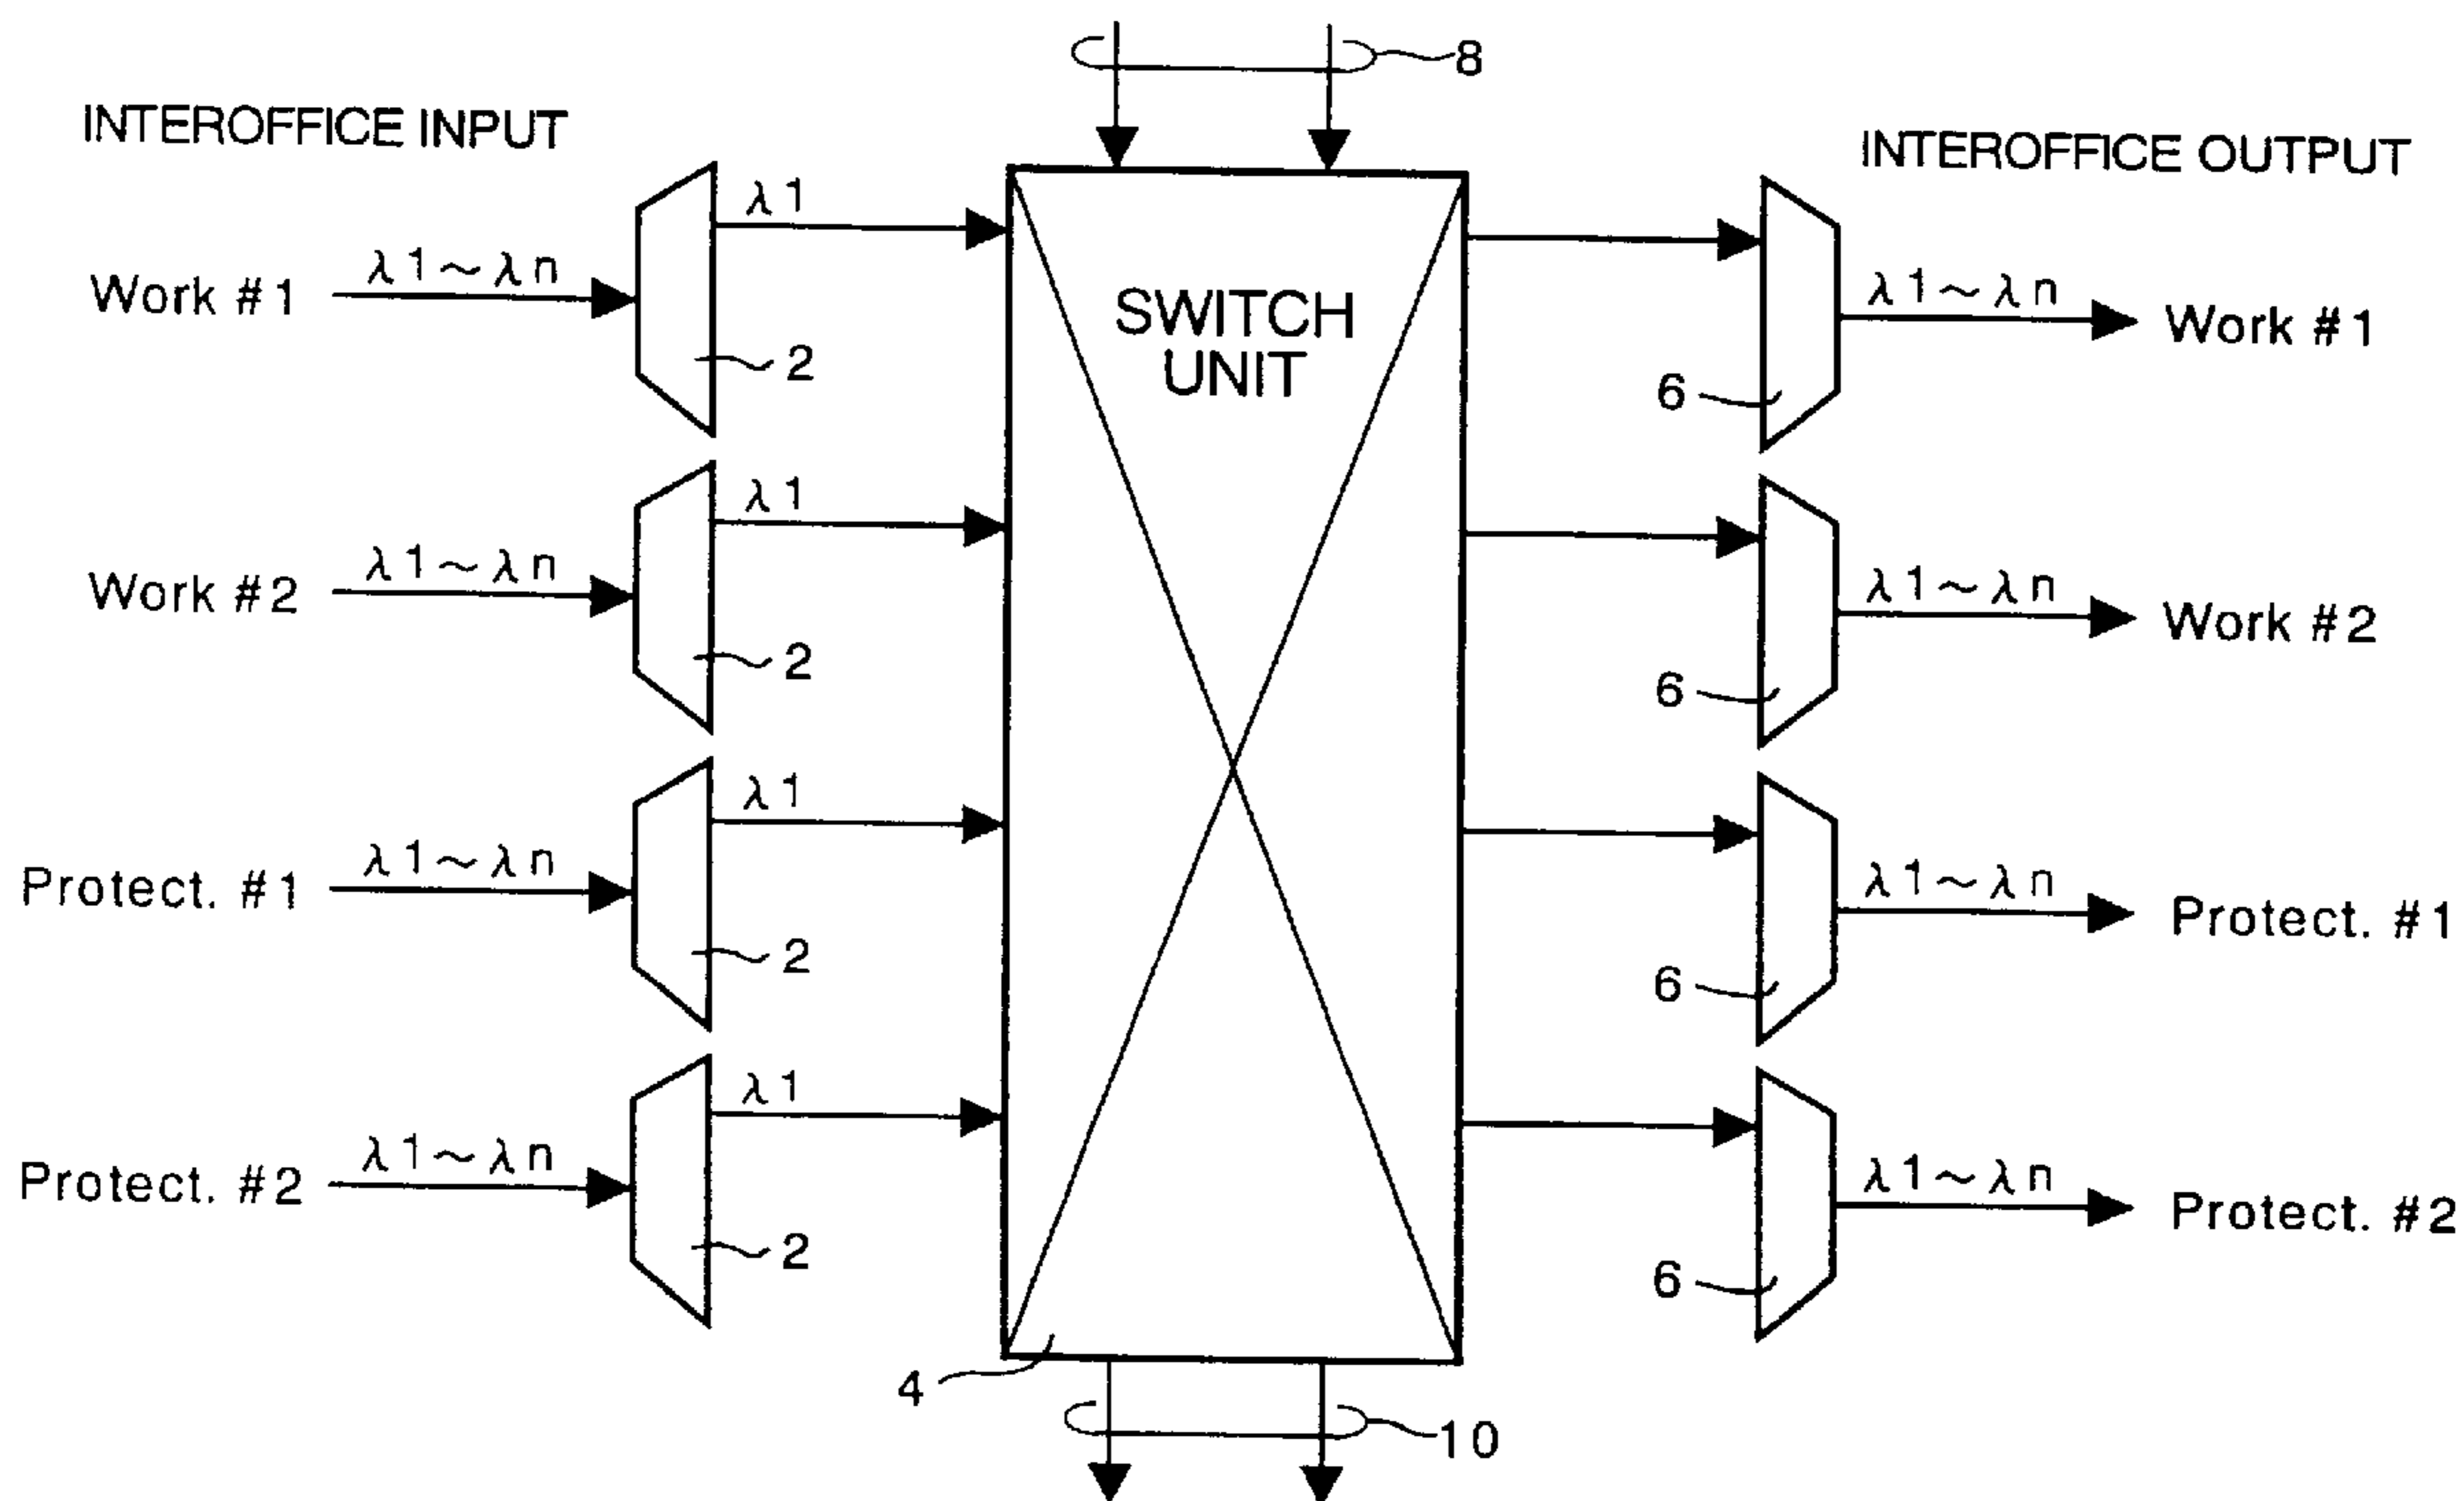 8
INTEROFFICE INPUT
INTEROFFICE OUTPUT
λ1
Work #1
λ1~λn
2
SWITCH
UNIT
λ1~λn
Work #1
6
λ1
Work #2
λ1~λn
2
λ1~λn
Work #2
6
λ1
Protect. #1
λ1~λn
2
λ1~λn
Protect. #1
6
λ1
Protect. #2
λ1~λn
2
λ1~λn
Protect. #2
6
4
10